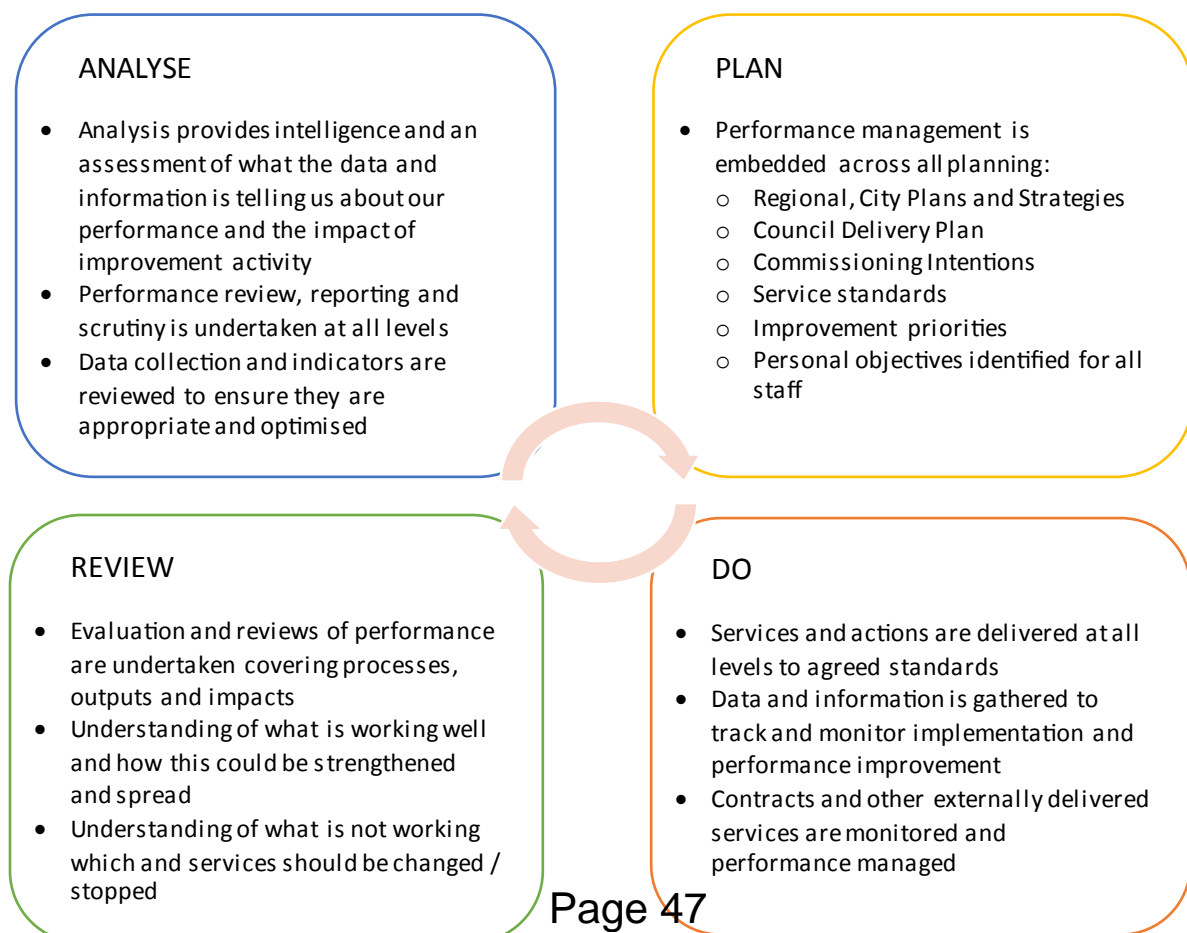 ANALYSE
• Analysis provides intelligence and an
assessment of what the data and
information is telling us about our
performance and the impact of
improvement activity
• Performance review, reporting and
scrutiny is undertaken at all levels
• Data collection and indicators are
reviewed to ensure they are
appropriate and optimised
PLAN
• Performance management is
embedded across all planning:
o Regional, City Plans and Strategies
o Council Delivery Plan
o Commissioning Intentions
o Service standards
o Improvement priorities
o Personal objectives identified for all
staff
REVIEW
• Evaluation and reviews of performance
are undertaken covering processes,
outputs and impacts
• Understanding of what is working well
and how this could be strengthened
and spread
• Understanding of what is not working
which and services should be changed /
stopped
DO
• Services and actions are delivered at all
levels to agreed standards
• Data and information is gathered to
track and monitor implementation and
performance improvement
• Contracts and other externally delivered
services are monitored and
performance managed
Page 47